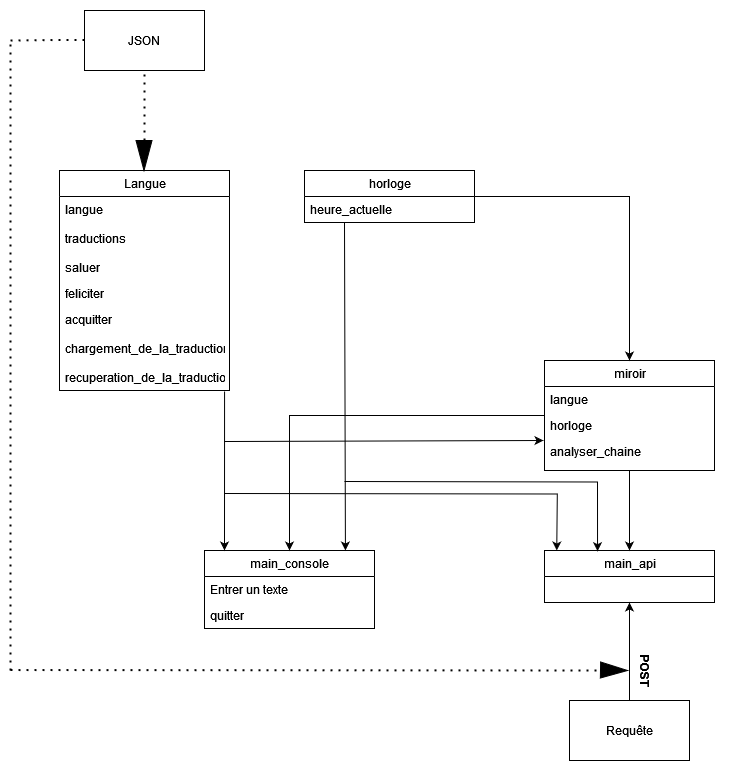 JSON
Langue
langue
traductions
saluer
feliciter
acquitter
chargement_de_la_traduction
recuperation_de_la_traductio
horloge
heure_actuelle
miroir
langue
horloge
analyser_chaine
main_console
Entrer un texte
quitter
main_api
POST
Requête